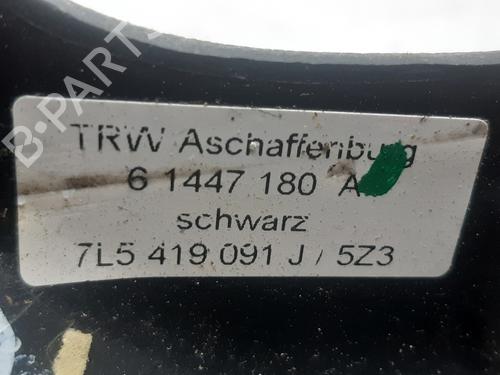 B-PARTS
TRW Aschaffenburg
6 1447 180 A
schwarz
7L5 419 091 J / 5Z3